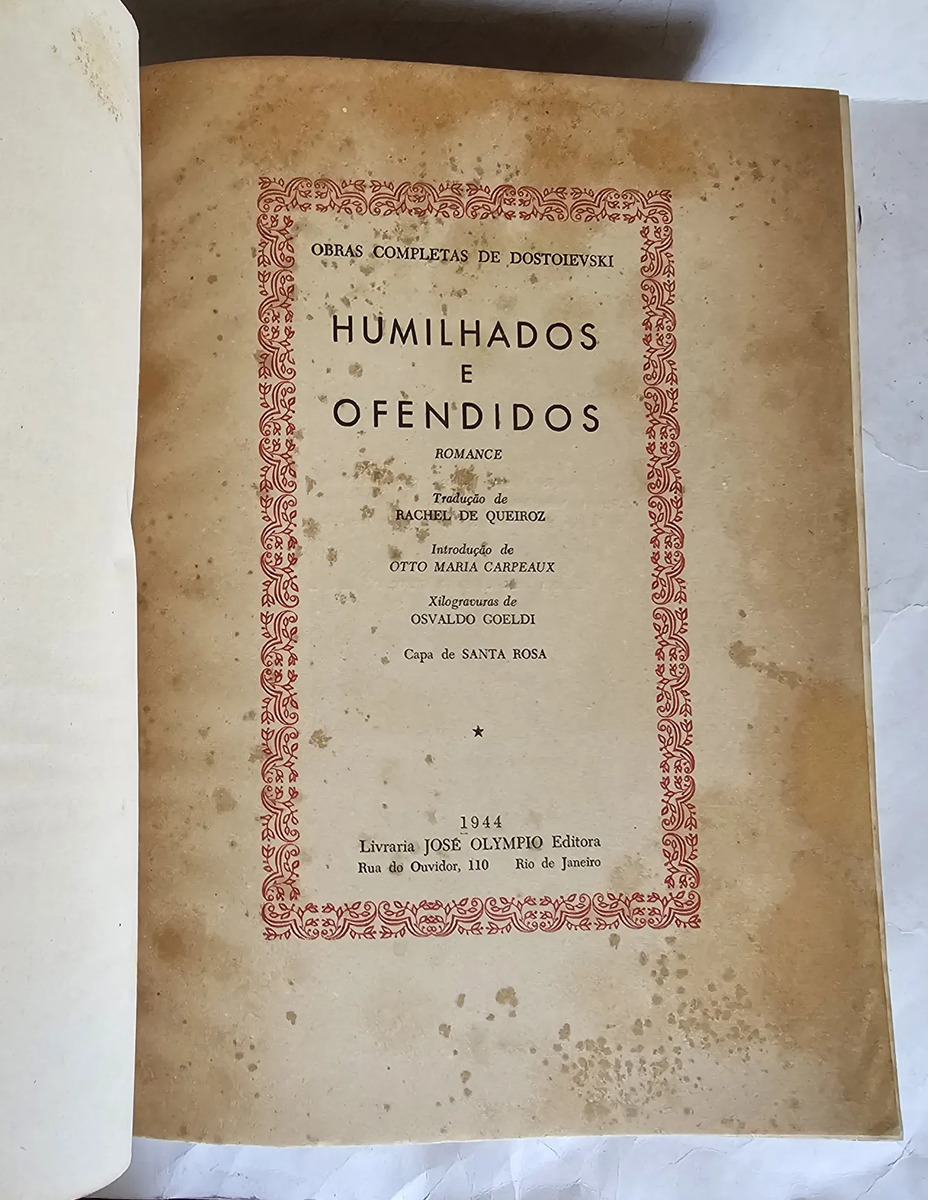 OBRAS COMPLETAS DE DOSTOIEVSKI
HUMILHADOS
E
OFENDIDOS
ROMANCE
Tradução de
RACHEL DE QUEIROZ
Introdução de
OTTO MARIA CARPEAUX
Xilogravuras de
OSVALDO GOELDI
Capa de SANTA ROSA
★
1944
Livraria JOSÉ OLYMPIO Editora
Rua do Ouvidor, 110 Rio de Janeiro